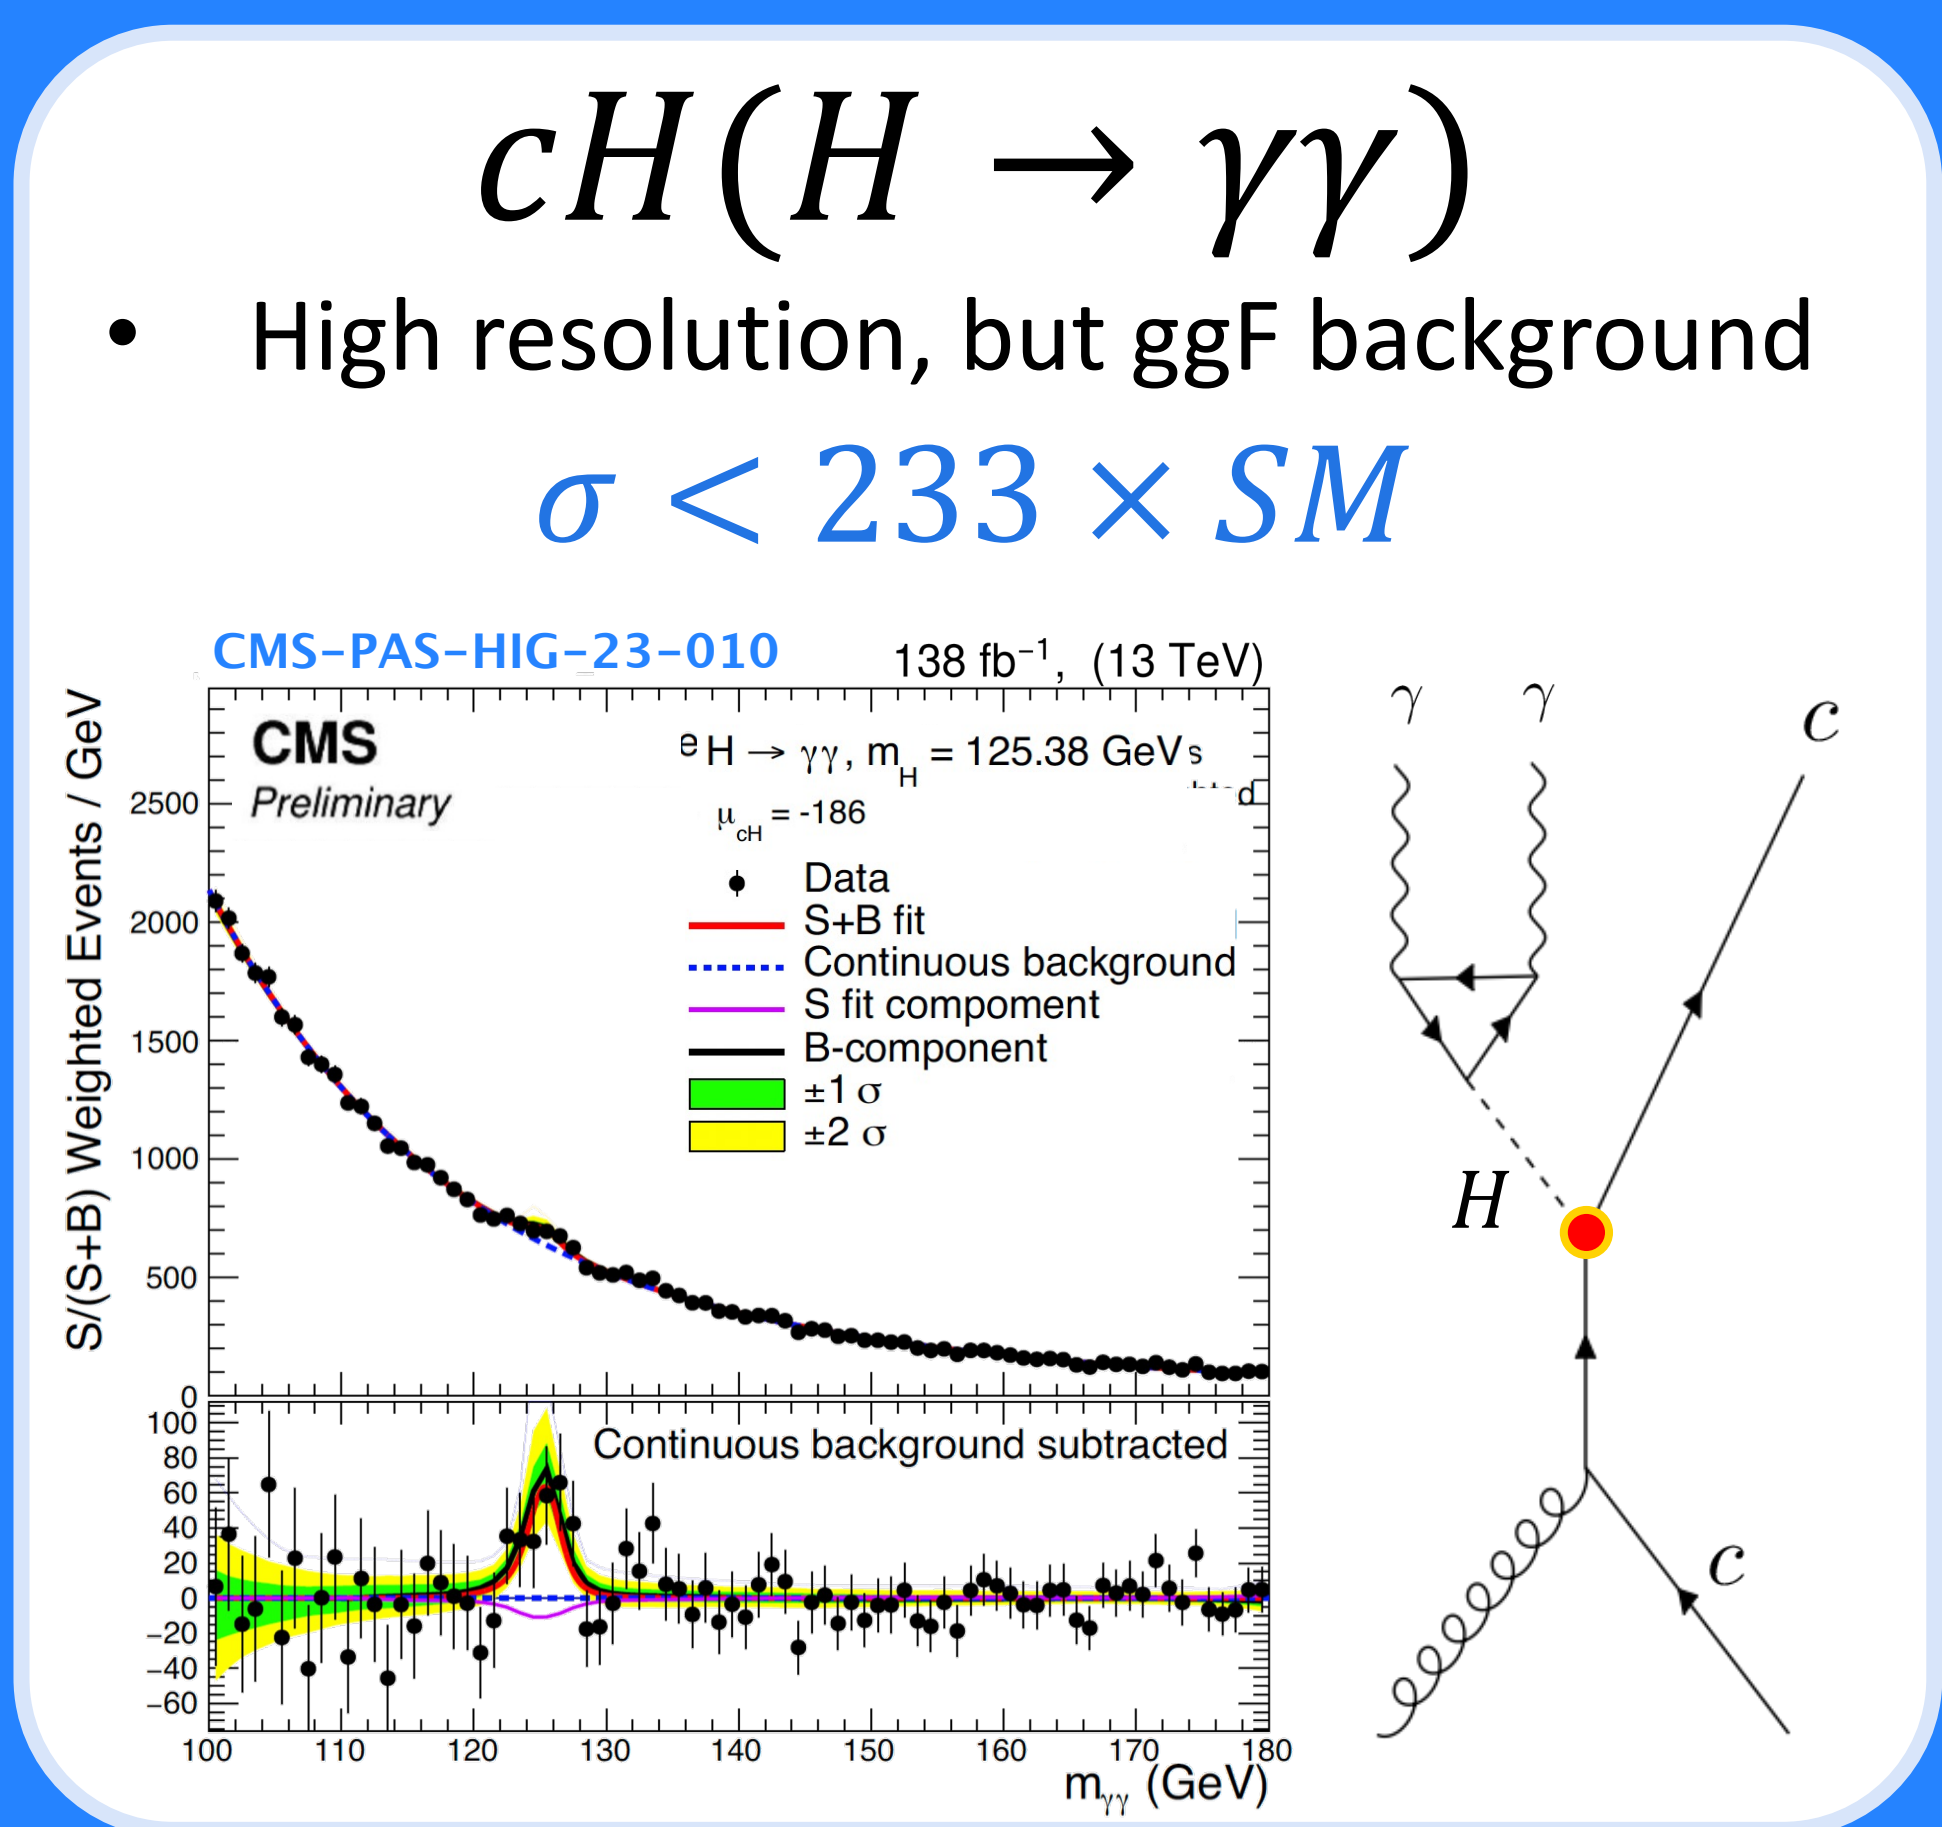 cH(H → γγ)
• High resolution, but ggF background
σ < 233 × SM
CMS-PAS-HIG-23-010
138 fb⁻¹, (13 TeV)
CMS
Preliminary
H → γγ, m_H = 125.38 GeV
μ_cH = -186
Data
S+B fit
Continuous background
S fit compoment
B-component
±1 σ
±2 σ
S/(S+B) Weighted Events / GeV
2500
2000
1500
1000
500
0
Continuous background subtracted
100
80
60
40
20
0
−20
−40
−60
100 110 120 130 140 150 160 170 180
m_γγ (GeV)
γ γ c
H
c